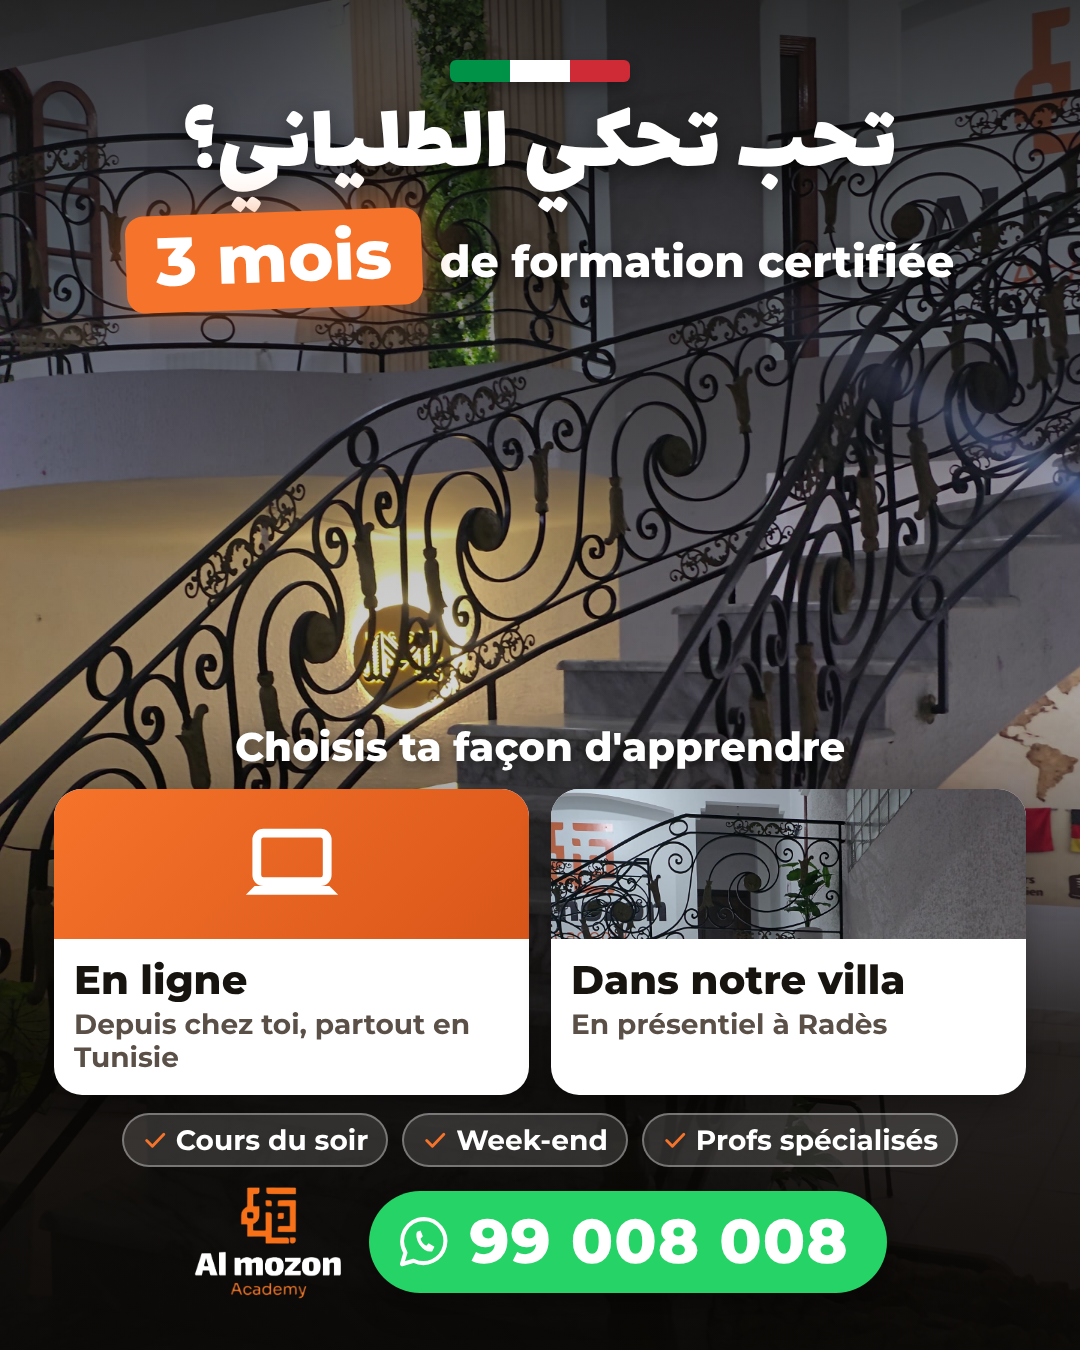 تحب تحكي الطلياني؟
3 mois de formation certifiée
Choisis ta façon d'apprendre
En ligne
Depuis chez toi, partout en
Tunisie
Dans notre villa
En présentiel à Radès
Cours du soir
Week-end
Profs spécialisés
Al mozon
Academy
99 008 008